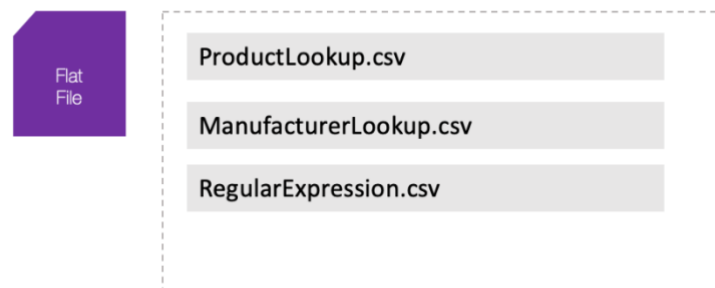 Flat
File
ProductLookup.csv
ManufacturerLookup.csv
RegularExpression.csv